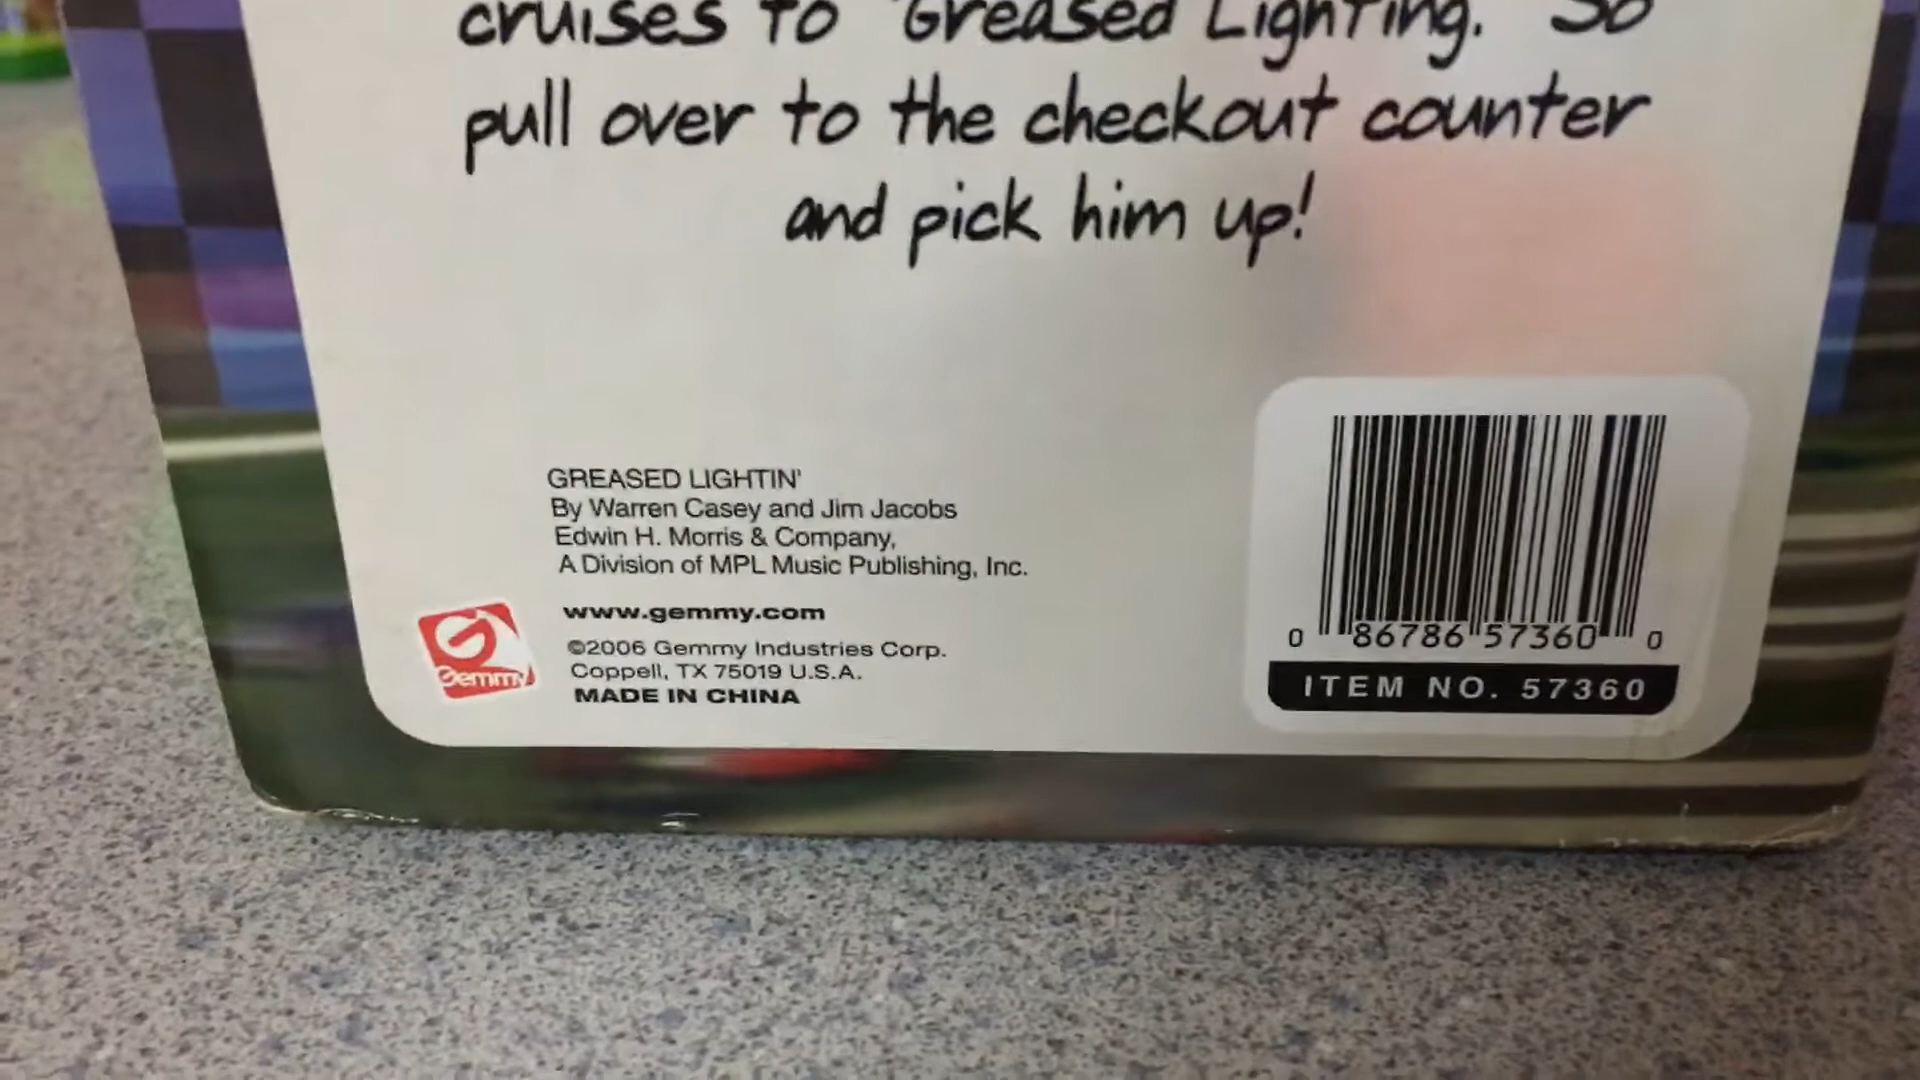 cruises to "Greased Lighting." So
pull over to the checkout counter
and pick him up!
GREASED LIGHTIN'
By Warren Casey and Jim Jacobs
Edwin H. Morris & Company,
A Division of MPL Music Publishing, Inc.
www.gemmy.com
©2006 Gemmy Industries Corp.
Coppell, TX 75019 U.S.A.
MADE IN CHINA
Gemmy
0 86786 57360 0
ITEM NO. 57360